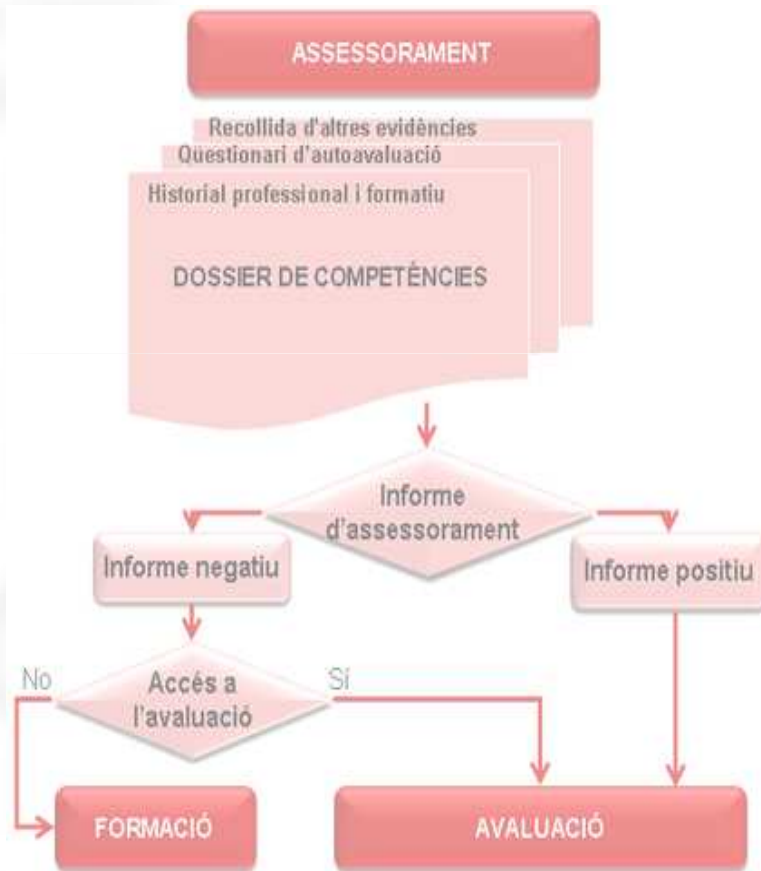 ASSESSORAMENT
Recollida d'altres evidències
Qüestionari d'autoavaluació
Historial professional i formatiu
DOSSIER DE COMPETÈNCIES
Informe
d'assessorament
Informe negatiu
Informe positiu
No
Accés a
l'avaluació
Sí
FORMACIÓ
AVALUACIÓ